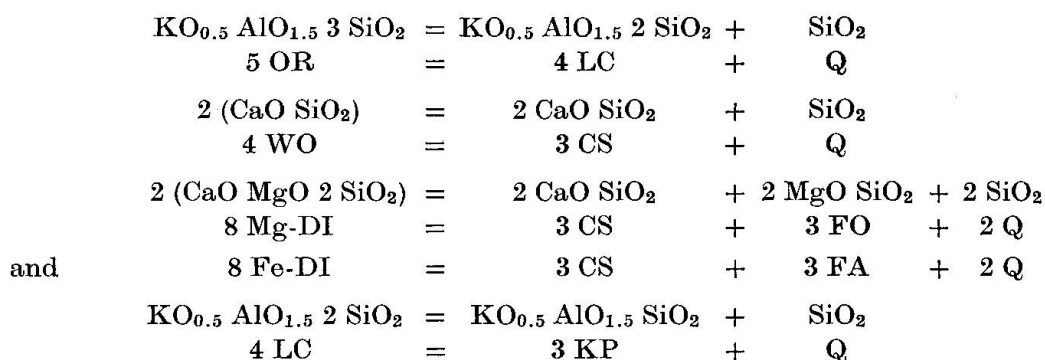 KO₀.₅ AlO₁.₅ 3 SiO₂ = KO₀.₅ AlO₁.₅ 2 SiO₂ + SiO₂
5 OR = 4 LC + Q
2 (CaO SiO₂) = 2 CaO SiO₂ + SiO₂
4 WO = 3 CS + Q
2 (CaO MgO 2 SiO₂) = 2 CaO SiO₂ + 2 MgO SiO₂ + 2 SiO₂
8 Mg-DI = 3 CS + 3 FO + 2 Q
and 8 Fe-DI = 3 CS + 3 FA + 2 Q
KO₀.₅ AlO₁.₅ 2 SiO₂ = KO₀.₅ AlO₁.₅ SiO₂ + SiO₂
4 LC = 3 KP + Q